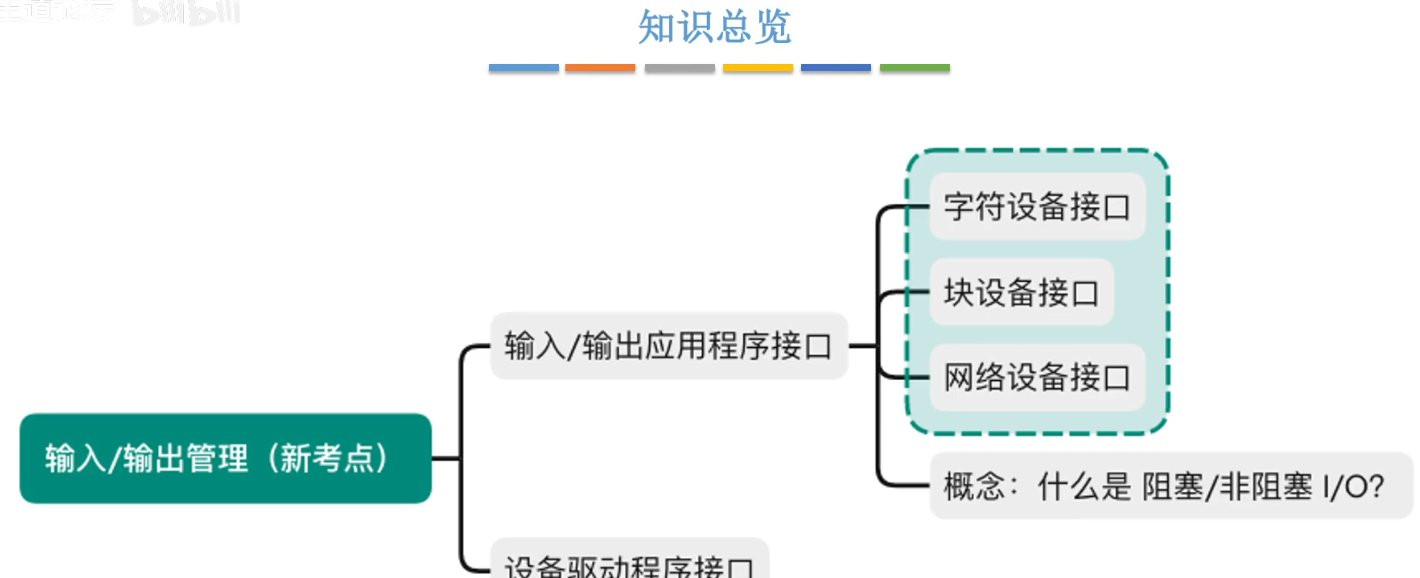 bilibili
知识总览
字符设备接口
块设备接口
输入/输出应用程序接口
网络设备接口
输入/输出管理（新考点）
概念：什么是 阻塞/非阻塞 I/O?
设备驱动程序接口